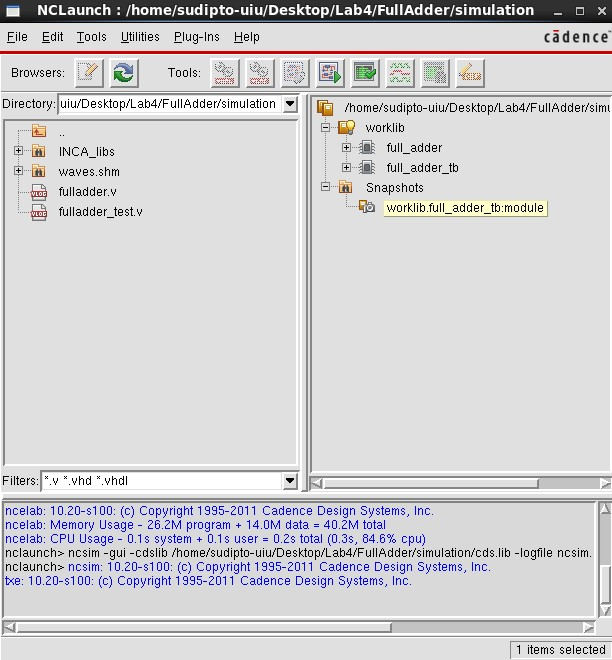 NCLaunch : /home/sudipto-uiu/Desktop/Lab4/FullAdder/simulation
File Edit Tools Utilities Plug-Ins Help cādence
Browsers: Tools:
Directory: uiu/Desktop/Lab4/FullAdder/simulation
..
INCA_libs
waves.shm
VLOG fulladder.v
VLOG fulladder_test.v
Filters: *.v *.vhd *.vhdl
/home/sudipto-uiu/Desktop/Lab4/FullAdder/simu
worklib
full_adder
full_adder_tb
Snapshots
worklib.full_adder_tb:module
ncelab: 10.20-s100: (c) Copyright 1995-2011 Cadence Design Systems, Inc.
ncelab: Memory Usage - 26.2M program + 14.0M data = 40.2M total
ncelab: CPU Usage - 0.1s system + 0.1s user = 0.2s total (0.3s, 84.6% cpu)
nclaunch> ncsim -gui -cdslib /home/sudipto-uiu/Desktop/Lab4/FullAdder/simulation/cds.lib -logfile ncsim.
nclaunch> ncsim: 10.20-s100: (c) Copyright 1995-2011 Cadence Design Systems, Inc.
txe: 10.20-s100: (c) Copyright 1995-2011 Cadence Design Systems, Inc.
1 items selected